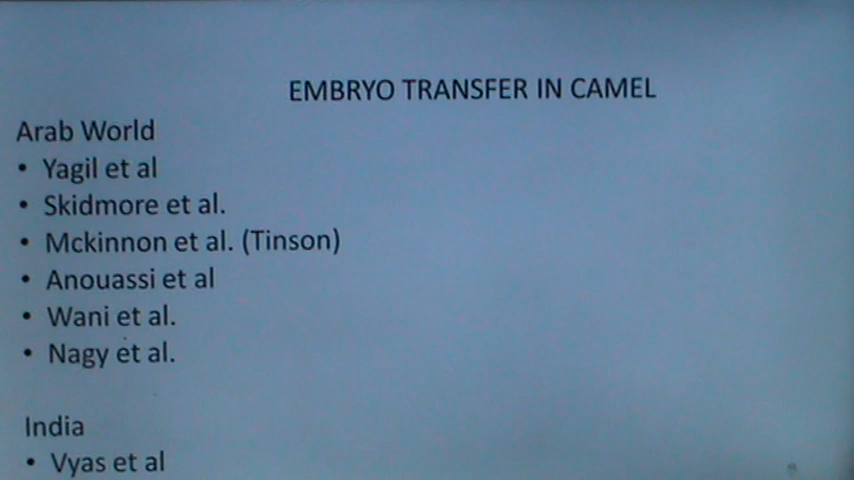 EMBRYO TRANSFER IN CAMEL
Arab World
• Yagil et al
• Skidmore et al.
• Mckinnon et al. (Tinson)
• Anouassi et al
• Wani et al.
• Nagy et al.
India
• Vyas et al